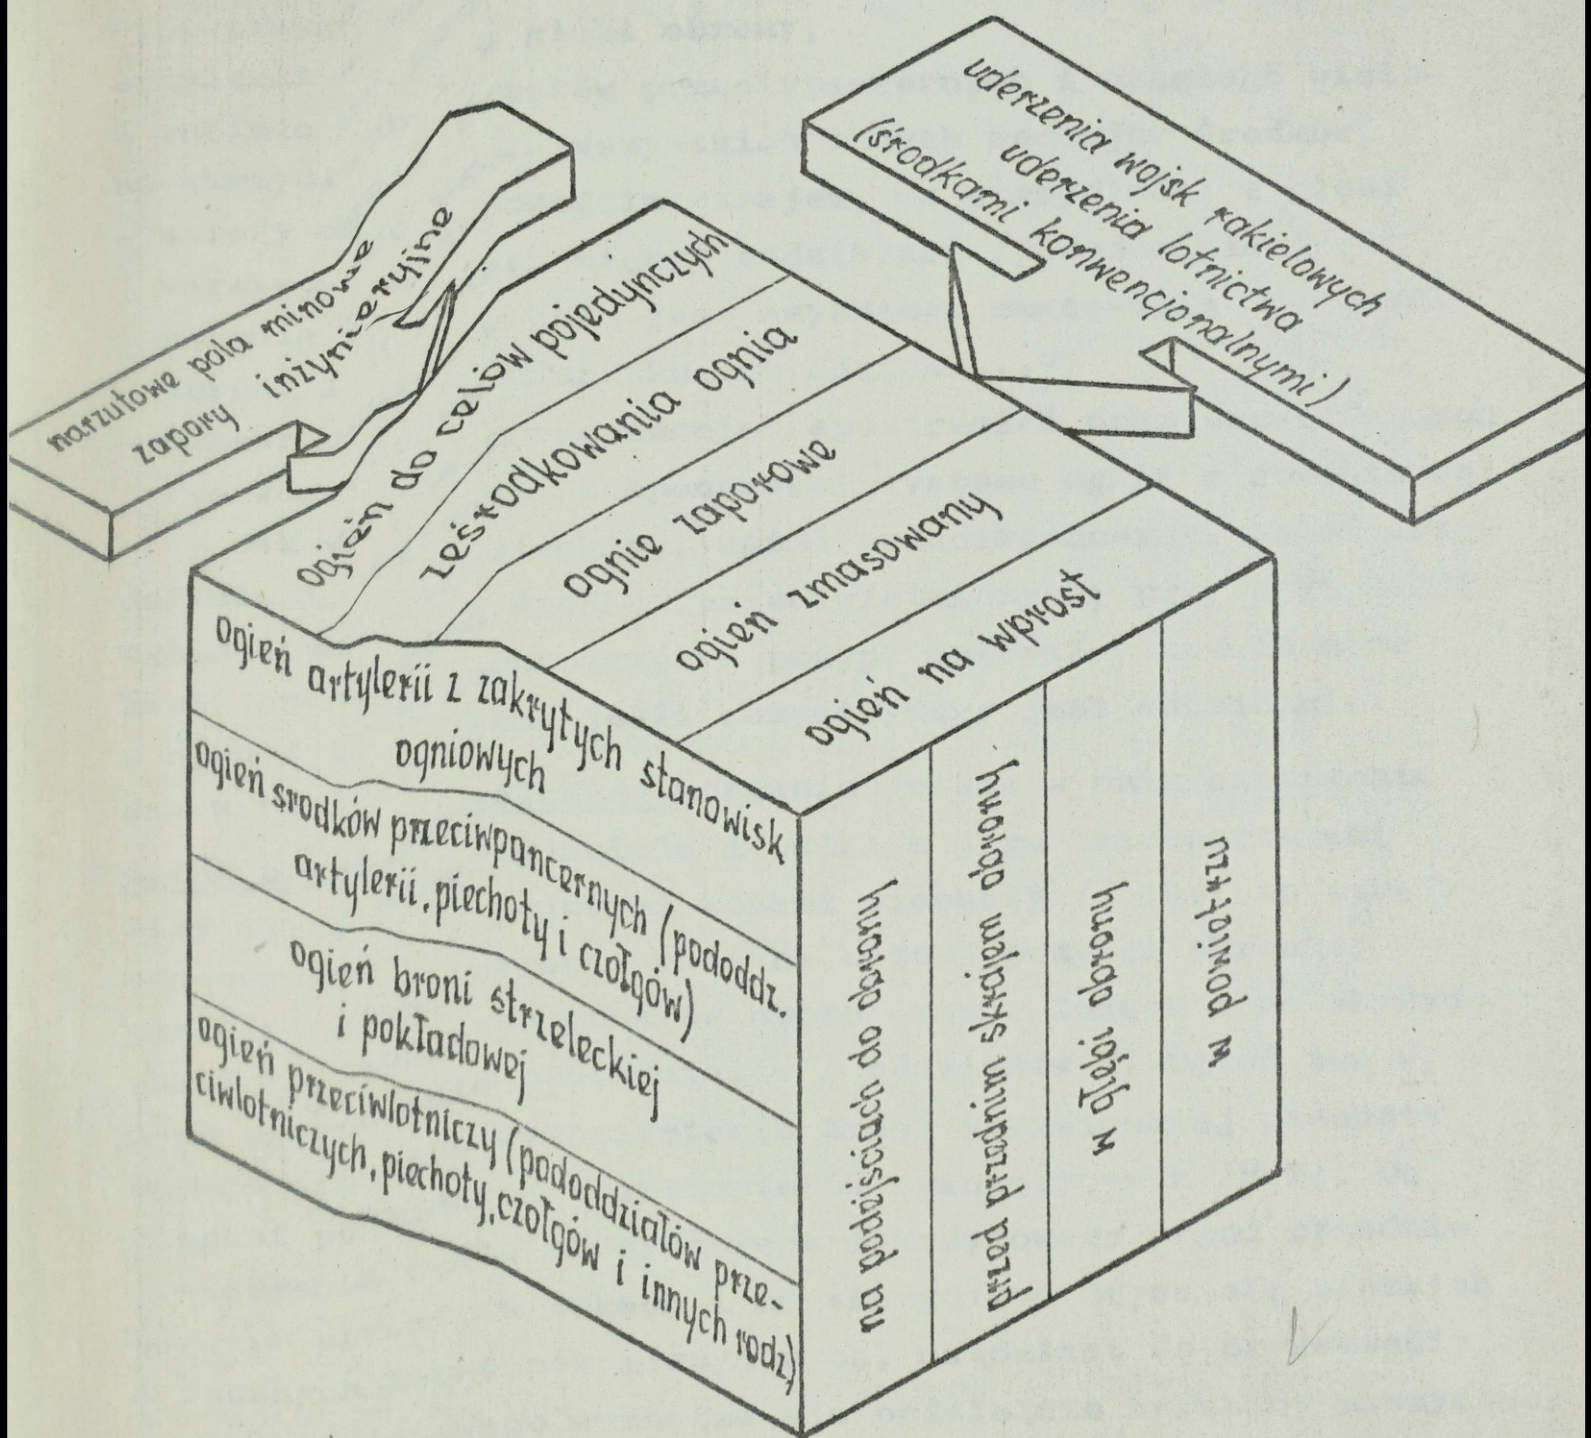 narzutowe pola minowe
zapory inżynieryjne
uderzenia wojsk rakietowych
uderzenia lotnictwa
(środkami konwencjonalnymi)
ogień do celów pojedynczych
ześrodkowania ognia
ognie zaporowe
ogień zmasowany
ogień na wprost
ogień artylerii z zakrytych stanowisk
ogniowych
ogień środków przeciwpancernych (pododdz.
artylerii, piechoty i czołgów)
ogień broni strzeleckiej
i pokładowej
ogień przeciwlotniczy (pododdziałów prze-
ciwlotniczych, piechoty, czołgów i innych rodz)
na podejściach do obrony
przed przednim skrajem obrony
w głębi obrony
w powietrzu